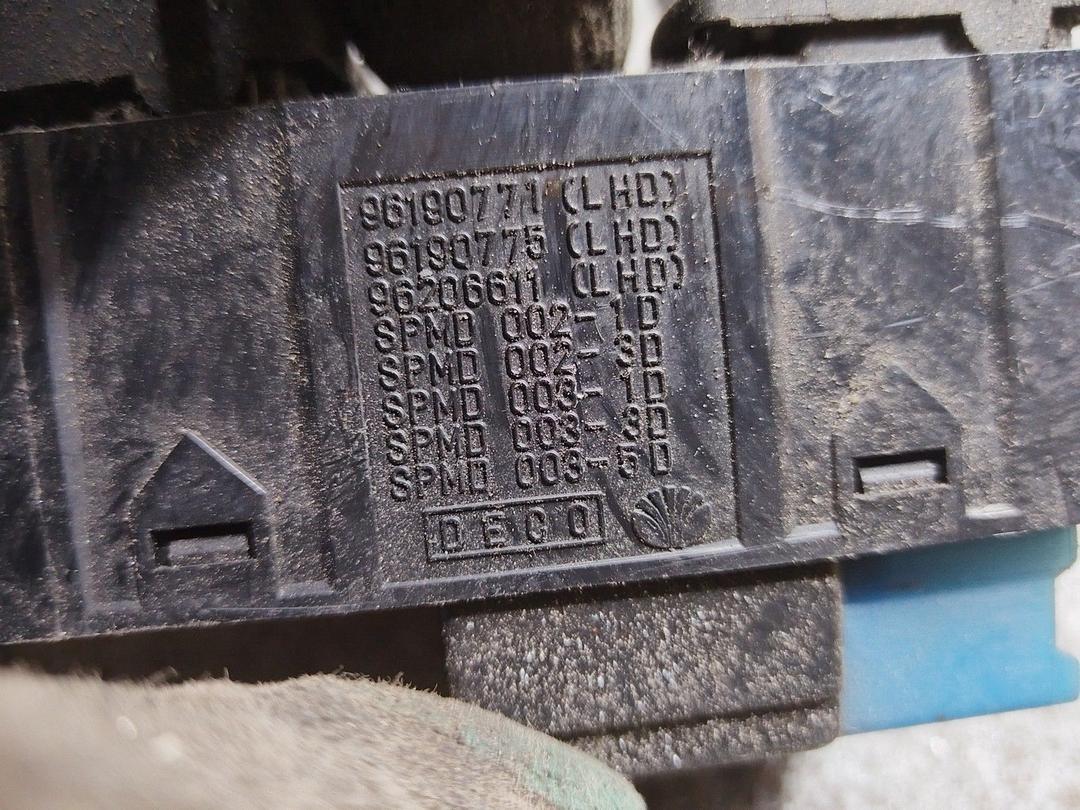 96190771 (LHD)
96190775 (LHD)
96206611 (LHD)
SPMD 002-1D
SPMD 002-3D
SPMD 003-1D
SPMD 003-3D
SPMD 003-5D
DECO